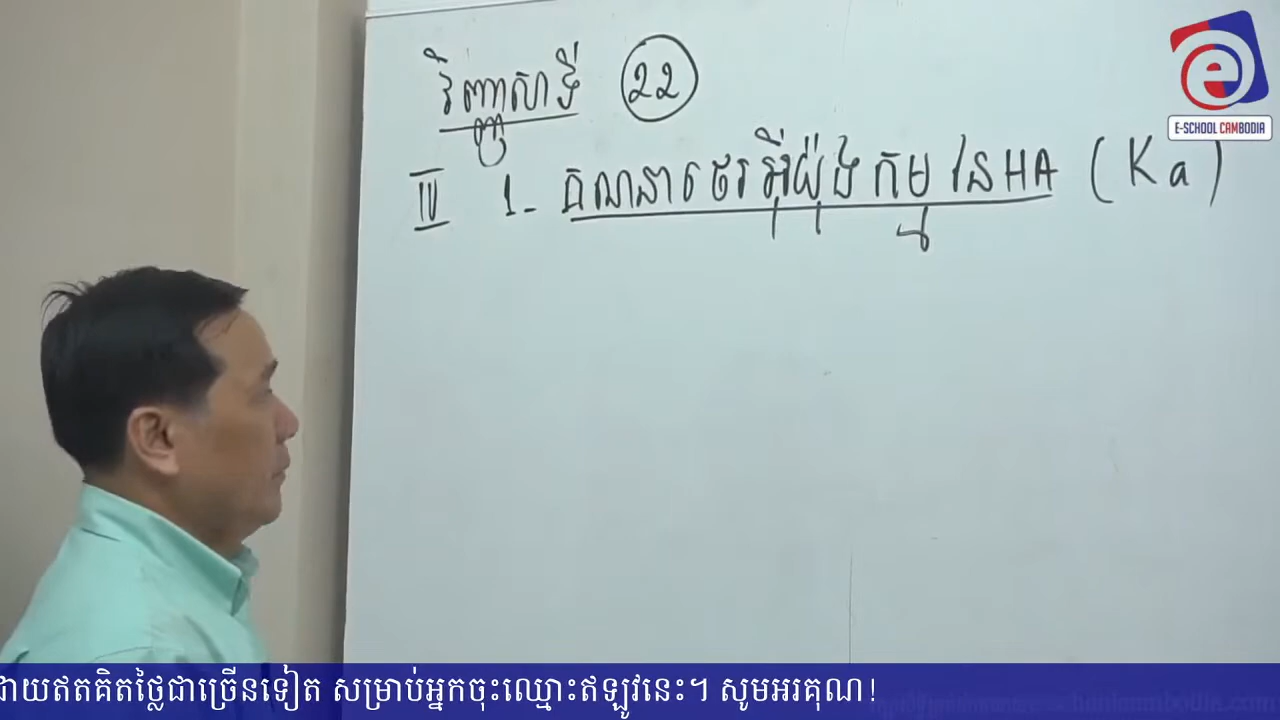 វិញ្ញាសាទី 22
IV 1- គណនាថេរអ៊ីយ៉ុងកម្ម នៃ HA (Ka)
e
E-SCHOOL CAMBODIA
ជាយឥតគិតថ្លៃជាច្រើនទៀត សម្រាប់អ្នកចុះឈ្មោះឥឡូវនេះ។ សូមអរគុណ!